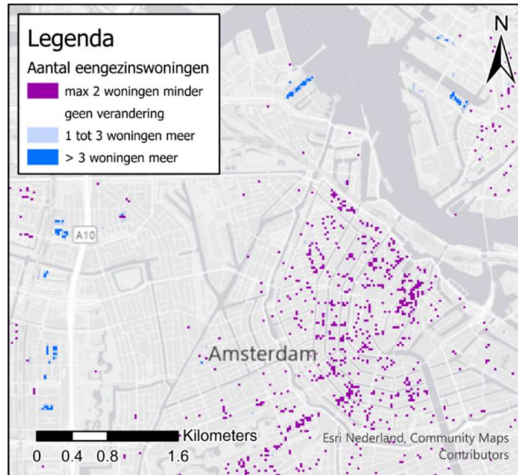 Legenda
Aantal eengezinswoningen
max 2 woningen minder
geen verandering
1 tot 3 woningen meer
> 3 woningen meer
N
A10
Amsterdam
Kilometers
0 0.4 0.8 1.6
Esri Nederland, Community Maps
Contributors